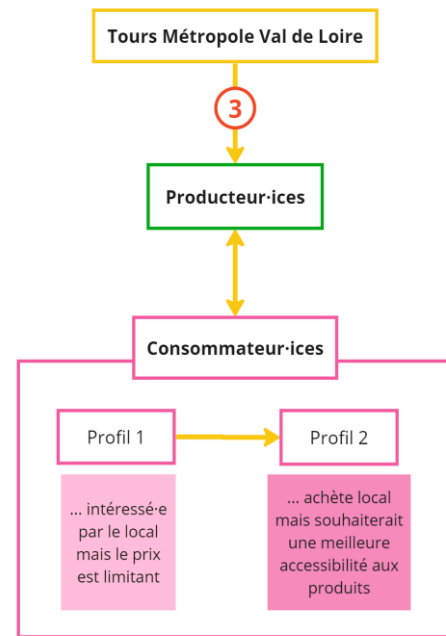 Tours Métropole Val de Loire
3
Producteur·ices
Consommateur·ices
Profil 1
Profil 2
... intéressé·e
par le local
mais le prix
est limitant
... achète local
mais souhaiterait
une meilleure
accessibilité aux
produits